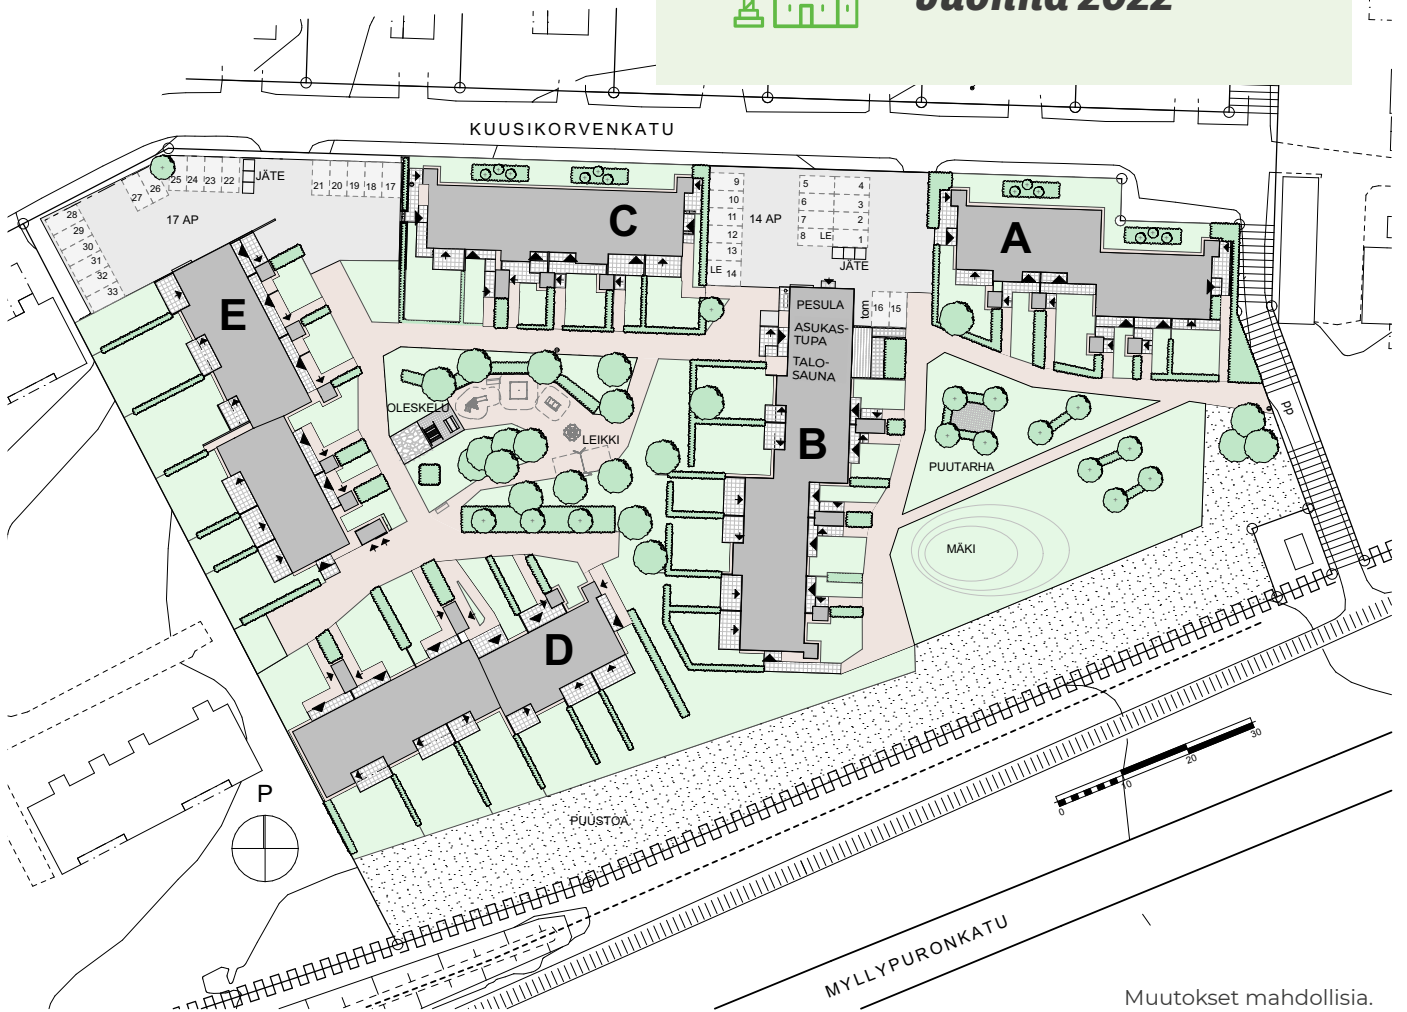 Jaonna 2022
KUUSIKORVENKATU
JÄTE
25 24 23 22
26
27
21 20 19 18 17
28
29
30
31
32
33
17 AP
C
9
10
11
12
13
LE 14
14 AP
5 4
6 3
7 2
8 LE 1
JÄTE
A
E
PESULA
ASUKAS-
TUPA
TALO-
SAUNA
tom
16 15
OLESKELU
LEIKKI
B
PUUTARHA
pp
MÄKI
D
PUUSTOA
P
0 10 20 30
MYLLYPURONKATU
Muutokset mahdollisia.